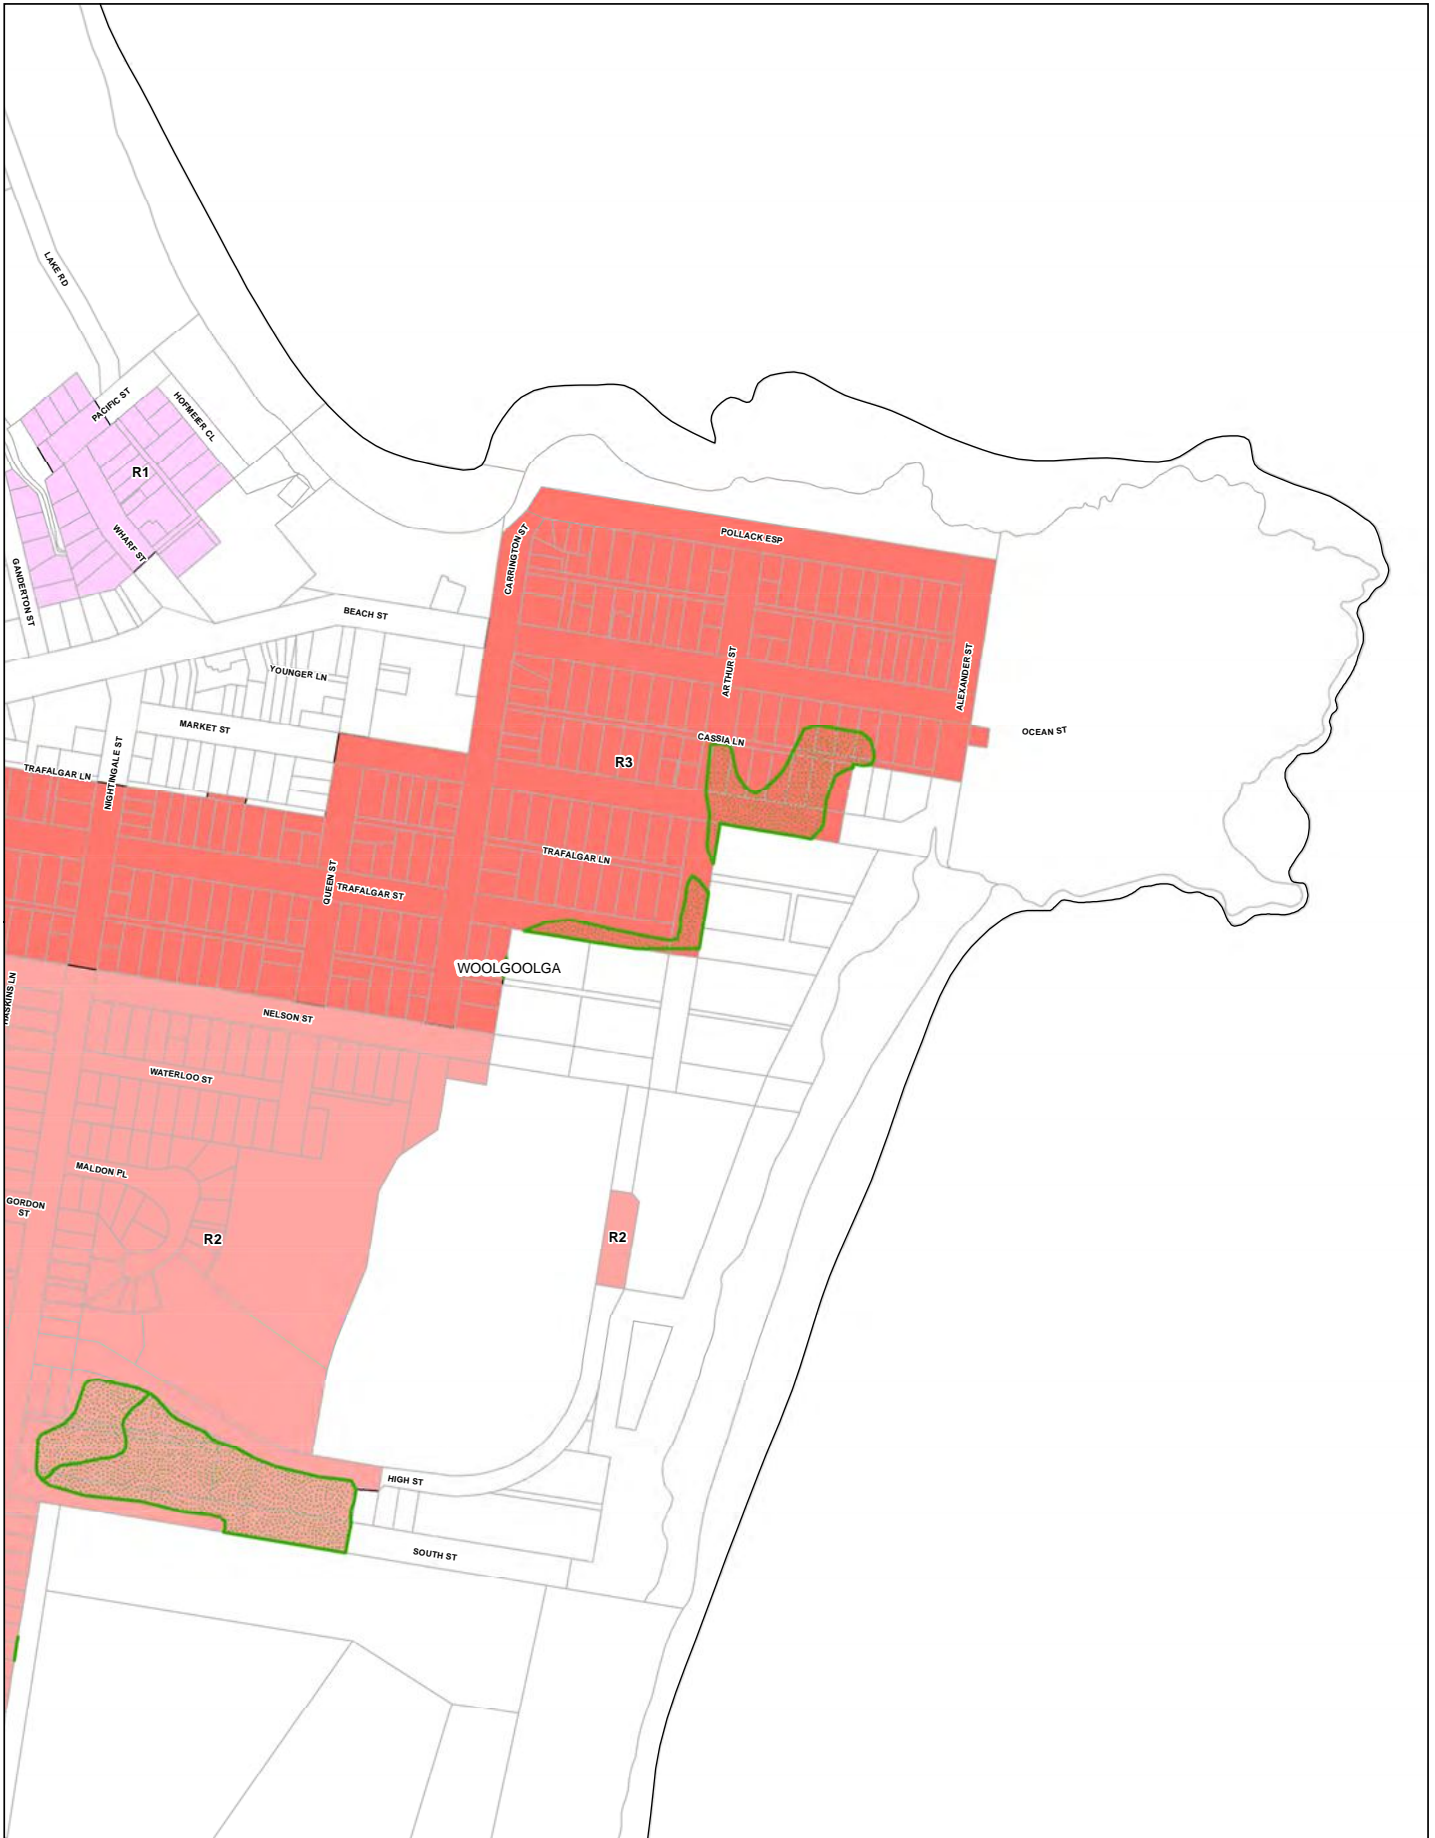 LAKE RD
PACIFIC ST
HOFMEIER CL
R1
WHARF ST
GANDERTON ST
CARRINGTON ST
POLLACK ESP
BEACH ST
YOUNGER LN
ARTHUR ST
ALEXANDER ST
MARKET ST
OCEAN ST
CASSIA LN
R3
TRAFALGAR LN
NIGHTINGALE ST
TRAFALGAR LN
QUEEN ST
TRAFALGAR ST
WOOLGOOLGA
HASKINS LN
NELSON ST
WATERLOO ST
MALDON PL
GORDON
ST
R2
R2
HIGH ST
SOUTH ST